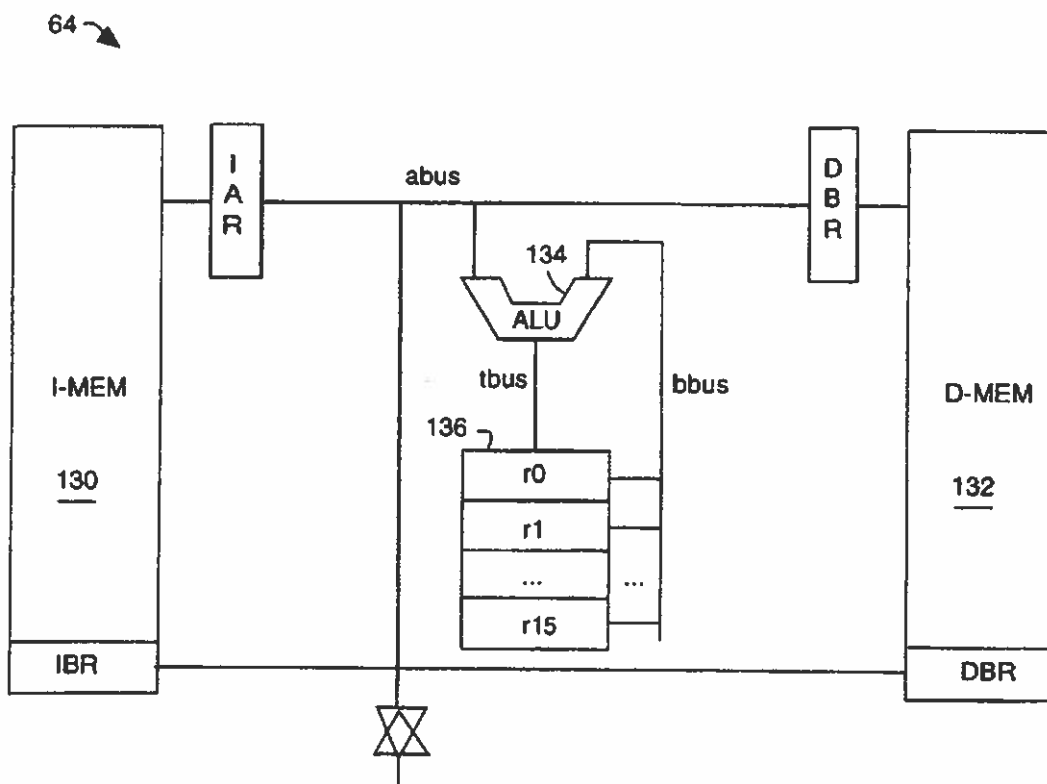 64
I
A
R
abus
D
B
R
134
ALU
I-MEM
tbus
bbus
D-MEM
136
130
r0
132
r1
...
...
r15
IBR
DBR